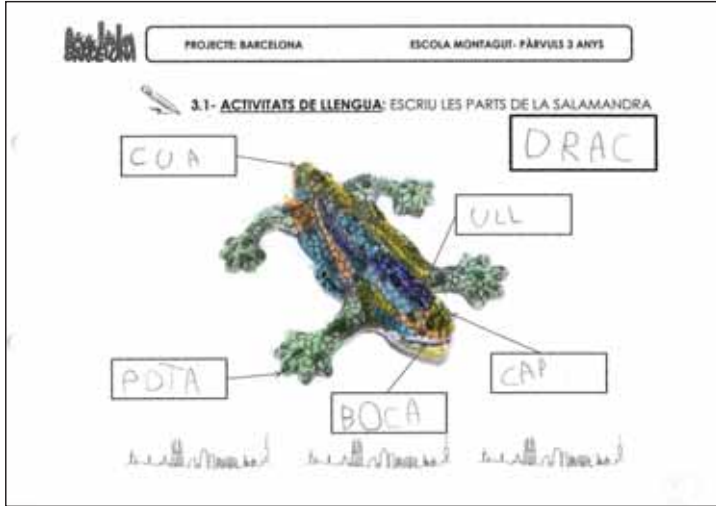 BARCELONA
PROJECTE: BARCELONA ESCOLA MONTAGUT- PÀRVULS 3 ANYS
3.1- ACTIVITATS DE LLENGUA: ESCRIU LES PARTS DE LA SALAMANDRA
DRAC
CUA
ULL
POTA
CAP
BOCA